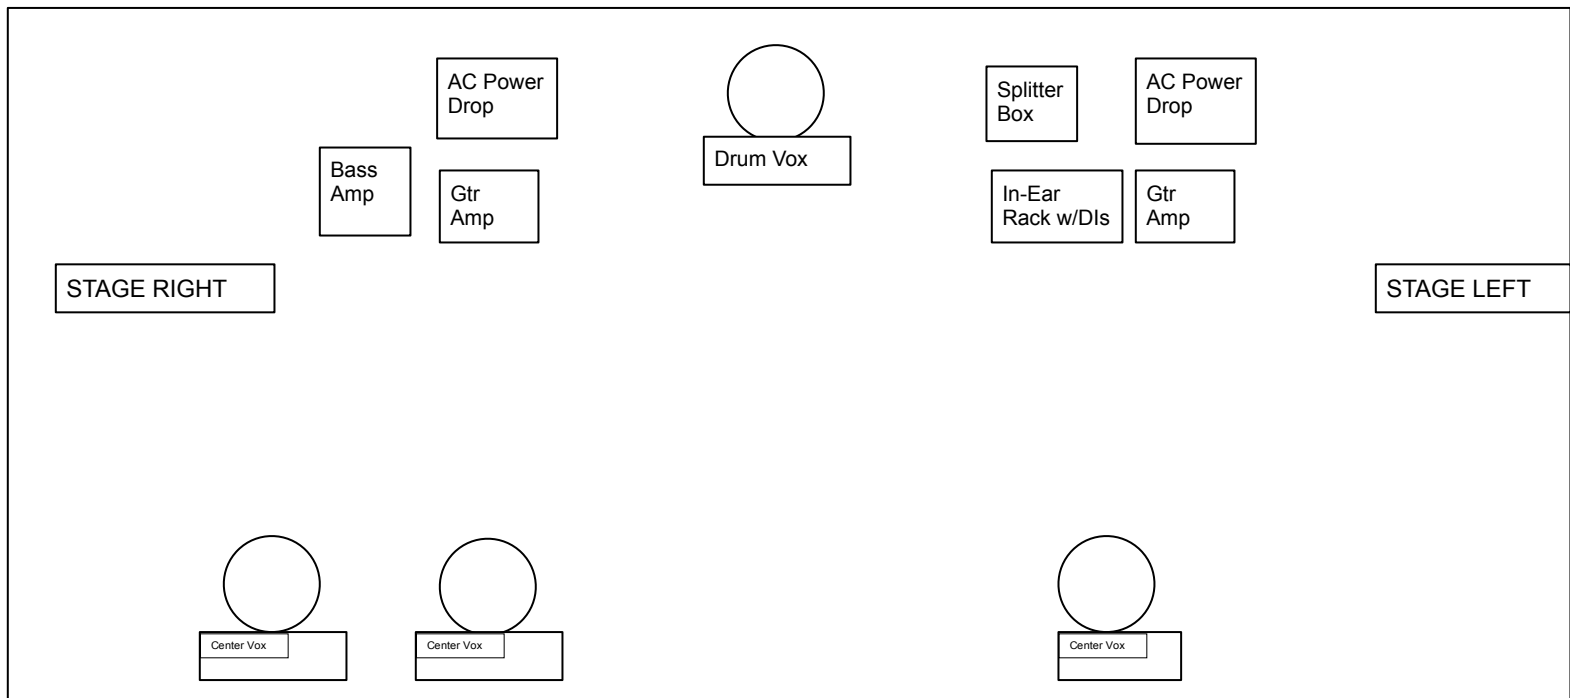 AC Power
Drop
Splitter
Box
AC Power
Drop
Drum Vox
Bass
Amp
Gtr
Amp
In-Ear
Rack w/DIs
Gtr
Amp
STAGE RIGHT
STAGE LEFT
Center Vox
Center Vox
Center Vox